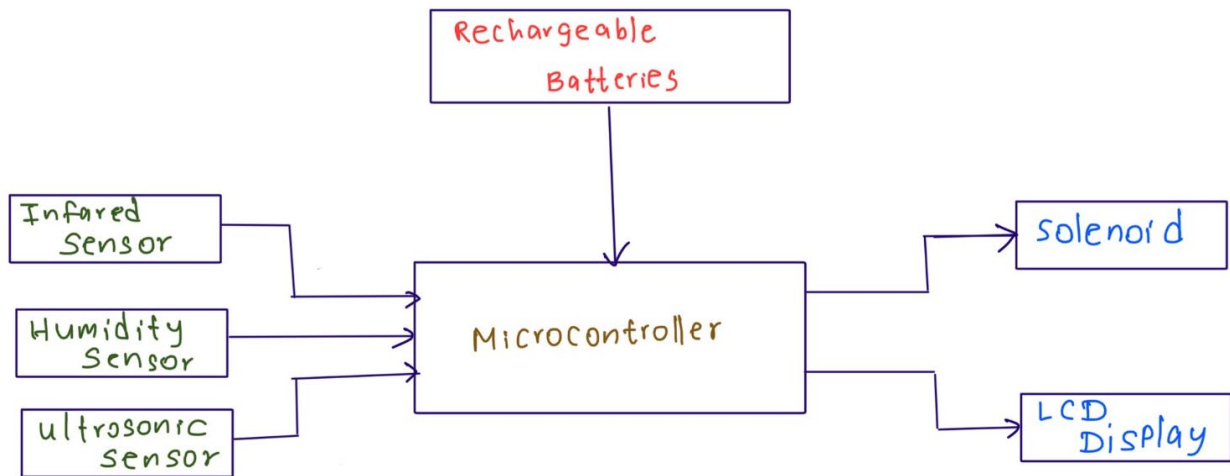 Rechargeable
Batteries
Infared
Sensor
Humidity
Sensor
ultrosonic
Sensor
Microcontroller
Solenoid
LCD
Display